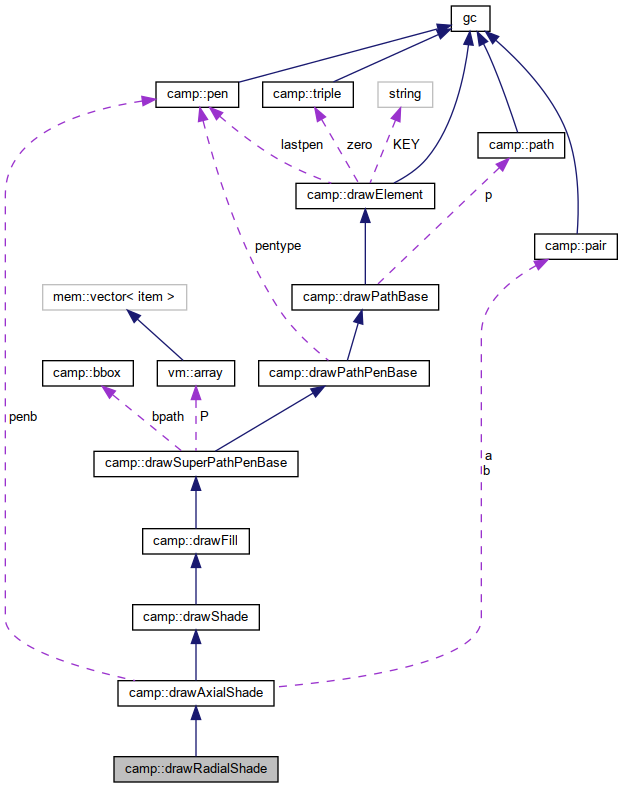 gc
camp::pen
camp::triple
string
camp::path
lastpen
zero
KEY
camp::drawElement
p
pentype
camp::pair
mem::vector< item >
camp::drawPathBase
camp::bbox
vm::array
camp::drawPathPenBase
penb
bpath
P
a
b
camp::drawSuperPathPenBase
camp::drawFill
camp::drawShade
camp::drawAxialShade
camp::drawRadialShade